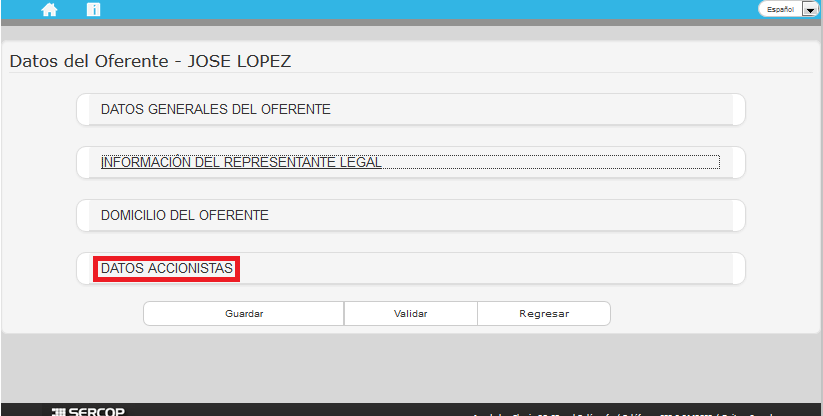 Español
Datos del Oferente - JOSE LOPEZ
DATOS GENERALES DEL OFERENTE
INFORMACIÓN DEL REPRESENTANTE LEGAL
DOMICILIO DEL OFERENTE
DATOS ACCIONISTAS
Guardar Validar Regresar
SERCOP